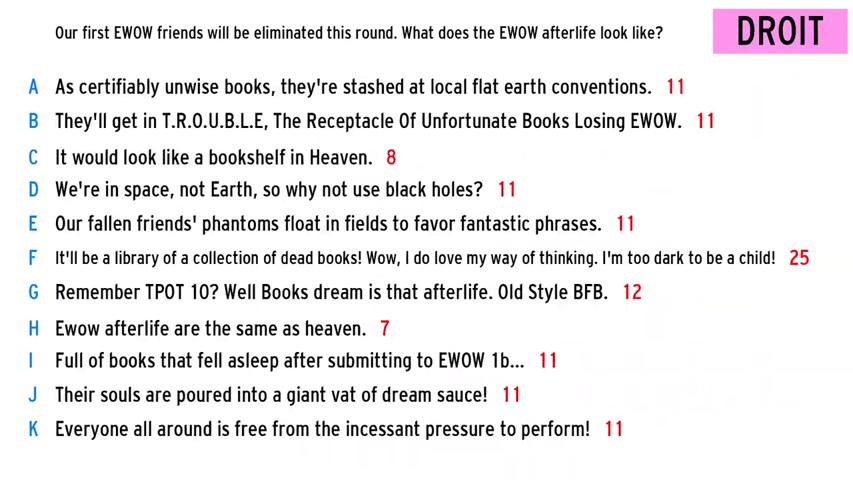 Our first EWOW friends will be eliminated this round. What does the EWOW afterlife look like?
DROIT
A As certifiably unwise books, they're stashed at local flat earth conventions. 11
B They'll get in T.R.O.U.B.L.E, The Receptacle Of Unfortunate Books Losing EWOW. 11
C It would look like a bookshelf in Heaven. 8
D We're in space, not Earth, so why not use black holes? 11
E Our fallen friends' phantoms float in fields to favor fantastic phrases. 11
F It'll be a library of a collection of dead books! Wow, I do love my way of thinking. I'm too dark to be a child! 25
G Remember TPOT 10? Well Books dream is that afterlife. Old Style BFB. 12
H Ewow afterlife are the same as heaven. 7
I Full of books that fell asleep after submitting to EWOW 1b... 11
J Their souls are poured into a giant vat of dream sauce! 11
K Everyone all around is free from the incessant pressure to perform! 11